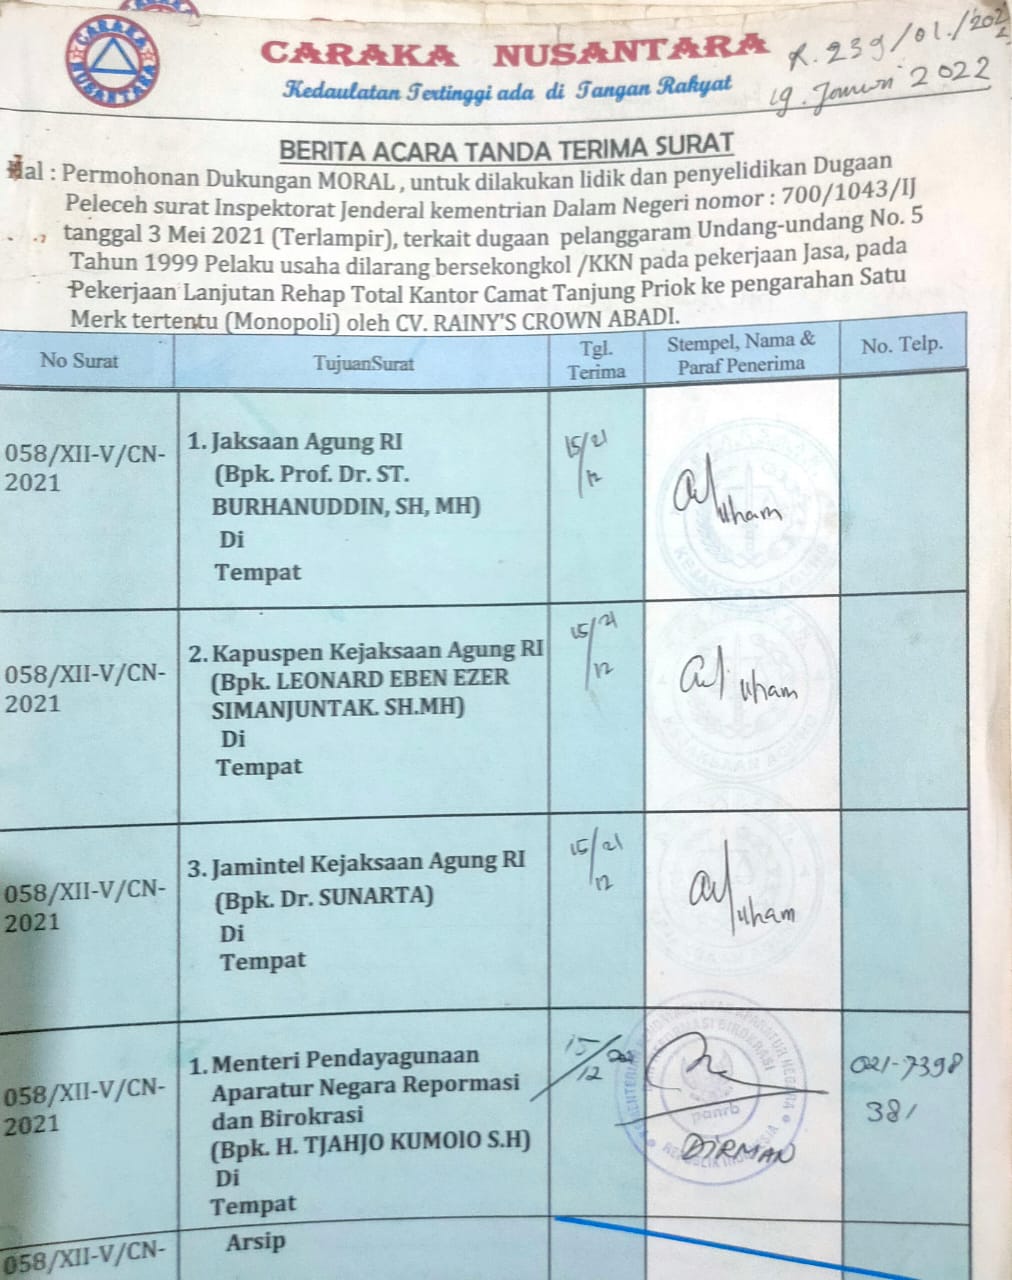 CARAKA NUSANTARA
CARAKA NUSANTARA
Kedaulatan Tertinggi ada di Tangan Rakyat
R. 239/01./202
19. 2022
BERITA ACARA TANDA TERIMA SURAT
Hal : Permohonan Dukungan MORAL , untuk dilakukan lidik dan penyelidikan Dugaan
Peleceh surat Inspektorat Jenderal kementrian Dalam Negeri nomor : 700/1043/IJ
tanggal 3 Mei 2021 (Terlampir), terkait dugaan pelanggaram Undang-undang No. 5
Tahun 1999 Pelaku usaha dilarang bersekongkol /KKN pada pekerjaan Jasa, pada
Pekerjaan Lanjutan Rehap Total Kantor Camat Tanjung Priok ke pengarahan Satu
Merk tertentu (Monopoli) oleh CV. RAINY'S CROWN ABADI.
No Surat
TujuanSurat
Tgl.
Terima
Stempel, Nama &
Paraf Penerima
No. Telp.
058/XII-V/CN-
2021
1. Jaksaan Agung RI
(Bpk. Prof. Dr. ST.
BURHANUDDIN, SH, MH)
Di
Tempat
15/21
12
058/XII-V/CN-
2021
2. Kapuspen Kejaksaan Agung RI
(Bpk. LEONARD EBEN EZER
SIMANJUNTAK. SH.MH)
Di
Tempat
15/21
12
058/XII-V/CN-
2021
3. Jamintel Kejaksaan Agung RI
(Bpk. Dr. SUNARTA)
Di
Tempat
15/21
12
058/XII-V/CN-
2021
1. Menteri Pendayagunaan
Aparatur Negara Repormasi
dan Birokrasi
(Bpk. H. TJAHJO KUMOIO S.H)
Di
Tempat
15/
12
panrb
DIRMAN
021-7398
381
058/XII-V/CN-
Arsip